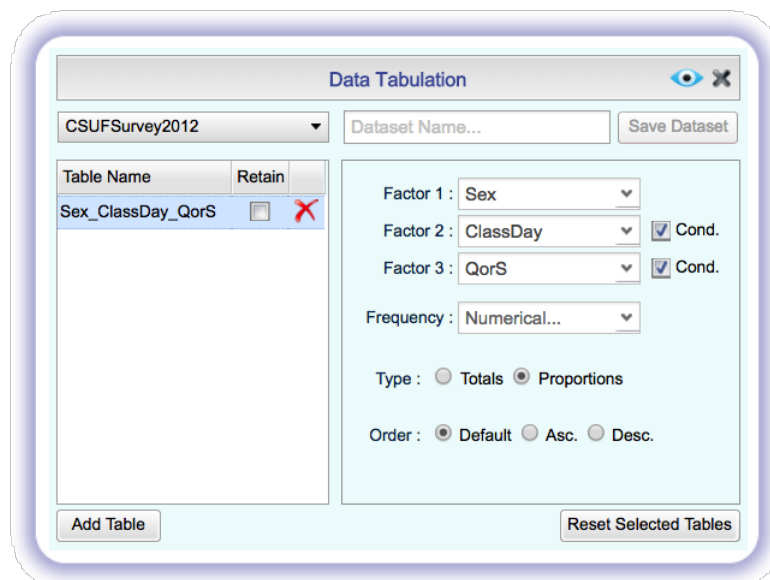 Data Tabulation
CSUFSurvey2012
Dataset Name...
Save Dataset
Table Name Retain
Sex_ClassDay_QorS
Factor 1 : Sex
Factor 2 : ClassDay Cond.
Factor 3 : QorS Cond.
Frequency : Numerical...
Type : Totals Proportions
Order : Default Asc. Desc.
Add Table
Reset Selected Tables